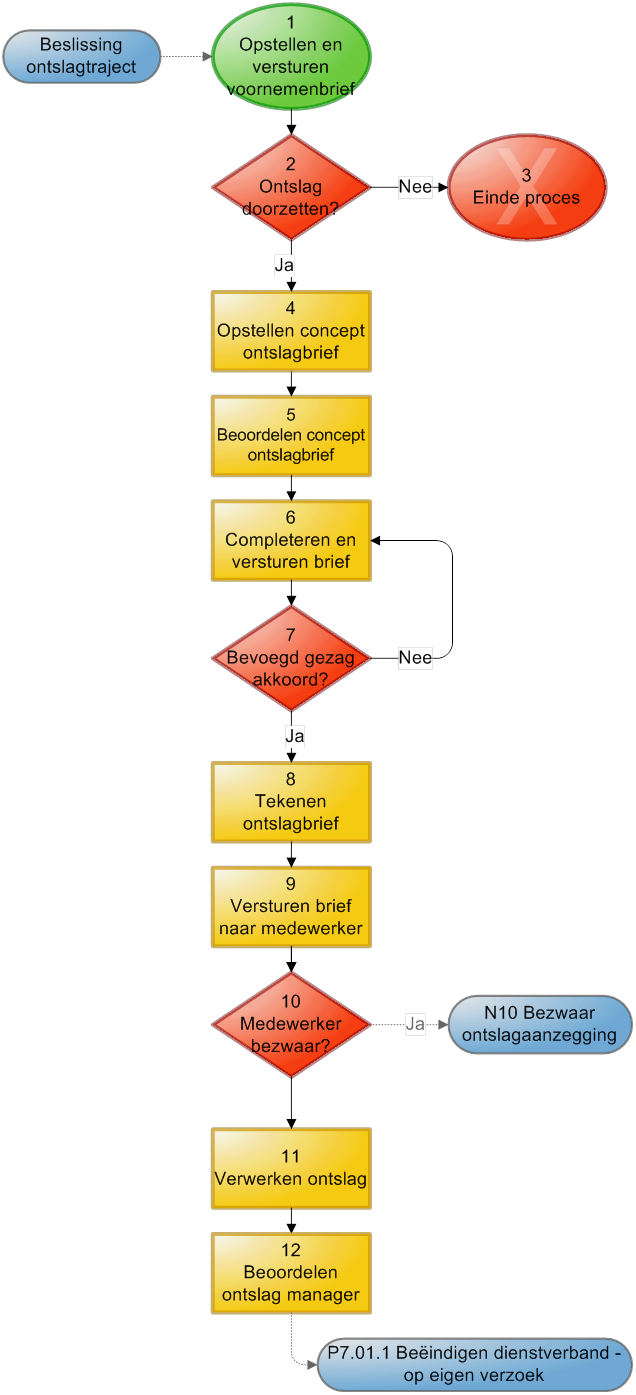 Beslissing
ontslagtraject
1
Opstellen en
versturen
voornemenbrief
2
Ontslag
doorzetten?
Nee
3
Einde proces
Ja
4
Opstellen concept
ontslagbrief
5
Beoordelen concept
ontslagbrief
6
Completeren en
versturen brief
7
Bevoegd gezag
akkoord?
Nee
Ja
8
Tekenen
ontslagbrief
9
Versturen brief
naar medewerker
10
Medewerker
bezwaar?
Ja
N10 Bezwaar
ontslagaanzegging
11
Verwerken ontslag
12
Beoordelen
ontslag manager
P7.01.1 Beëindigen dienstverband -
op eigen verzoek